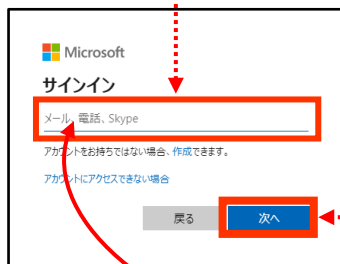 Microsoft
サインイン
メール、電話、Skype
アカウントをお持ちではない場合、作成できます。
アカウントにアクセスできない場合
戻る
次へ